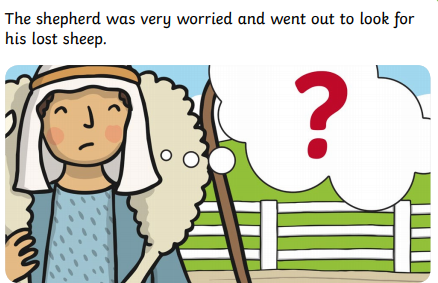 The shepherd was very worried and went out to look for
his lost sheep.
?